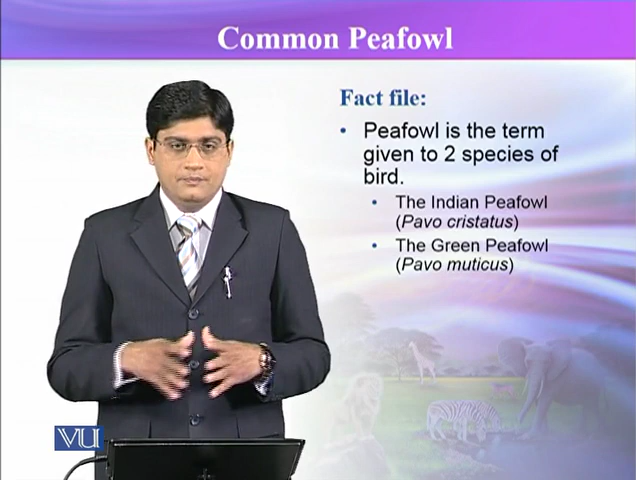 Common Peafowl
Fact file:
• Peafowl is the term
given to 2 species of
bird.
• The Indian Peafowl
(Pavo cristatus)
• The Green Peafowl
(Pavo muticus)
VU